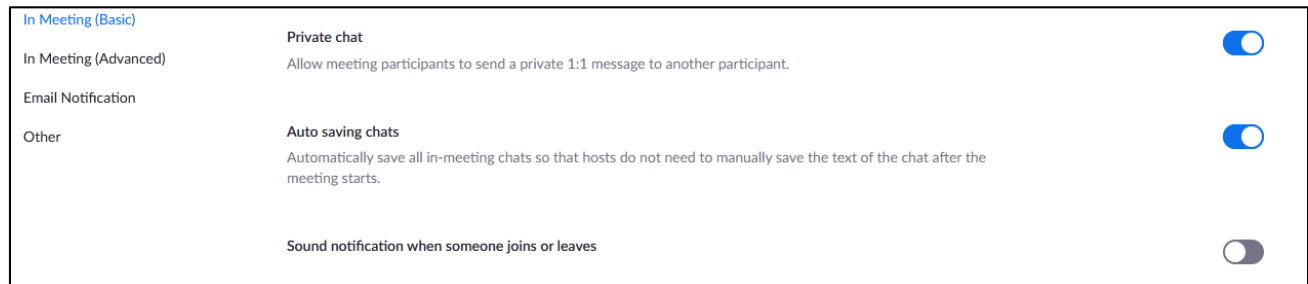 In Meeting (Basic)
In Meeting (Advanced)
Email Notification
Other
Private chat
Allow meeting participants to send a private 1:1 message to another participant.
Auto saving chats
Automatically save all in-meeting chats so that hosts do not need to manually save the text of the chat after the
meeting starts.
Sound notification when someone joins or leaves